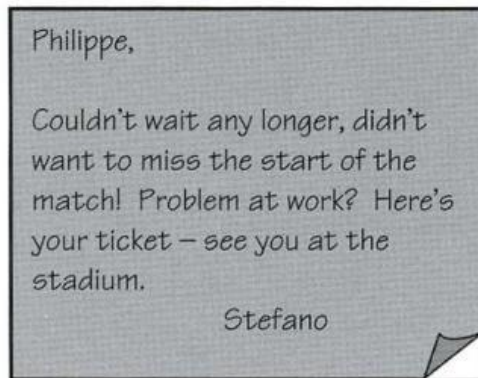 Philippe,
Couldn't wait any longer, didn't
want to miss the start of the
match! Problem at work? Here's
your ticket – see you at the
stadium.
Stefano